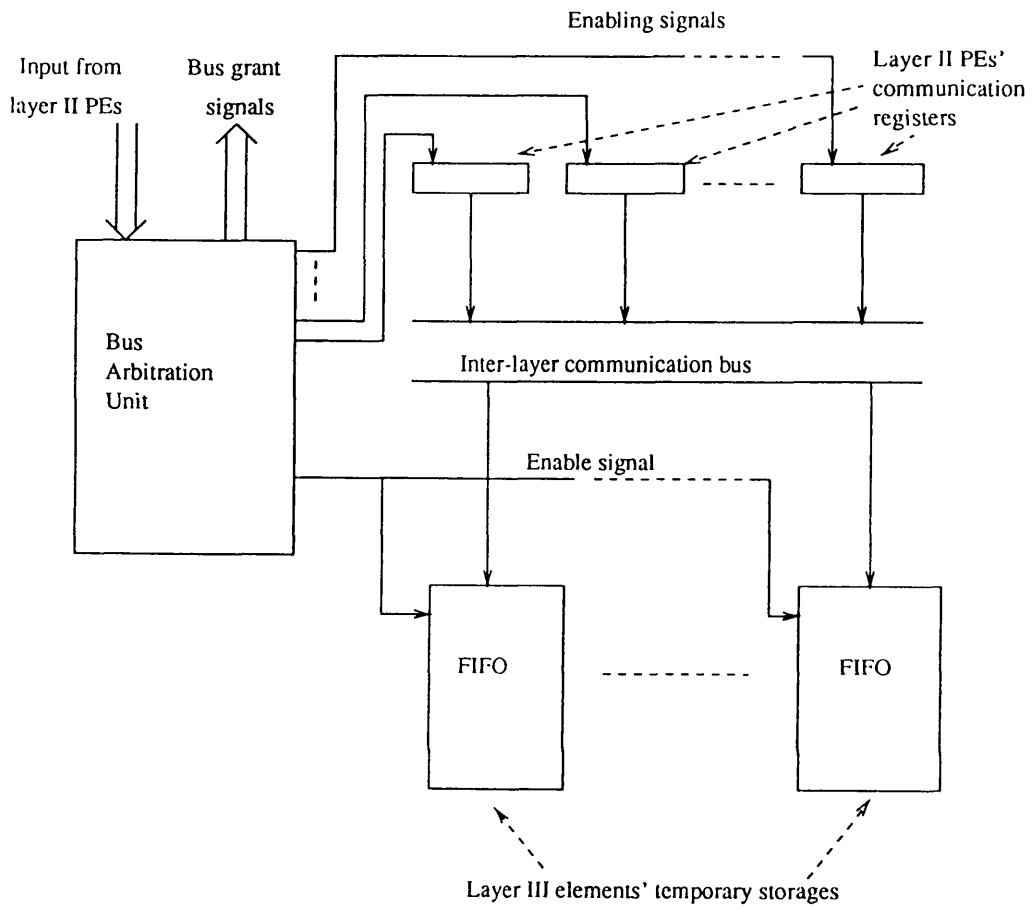 Enabling signals
Input from
layer II PEs
Bus grant
signals
Layer II PEs'
communication
registers
Bus
Arbitration
Unit
Inter-layer communication bus
Enable signal
FIFO
FIFO
Layer III elements' temporary storages